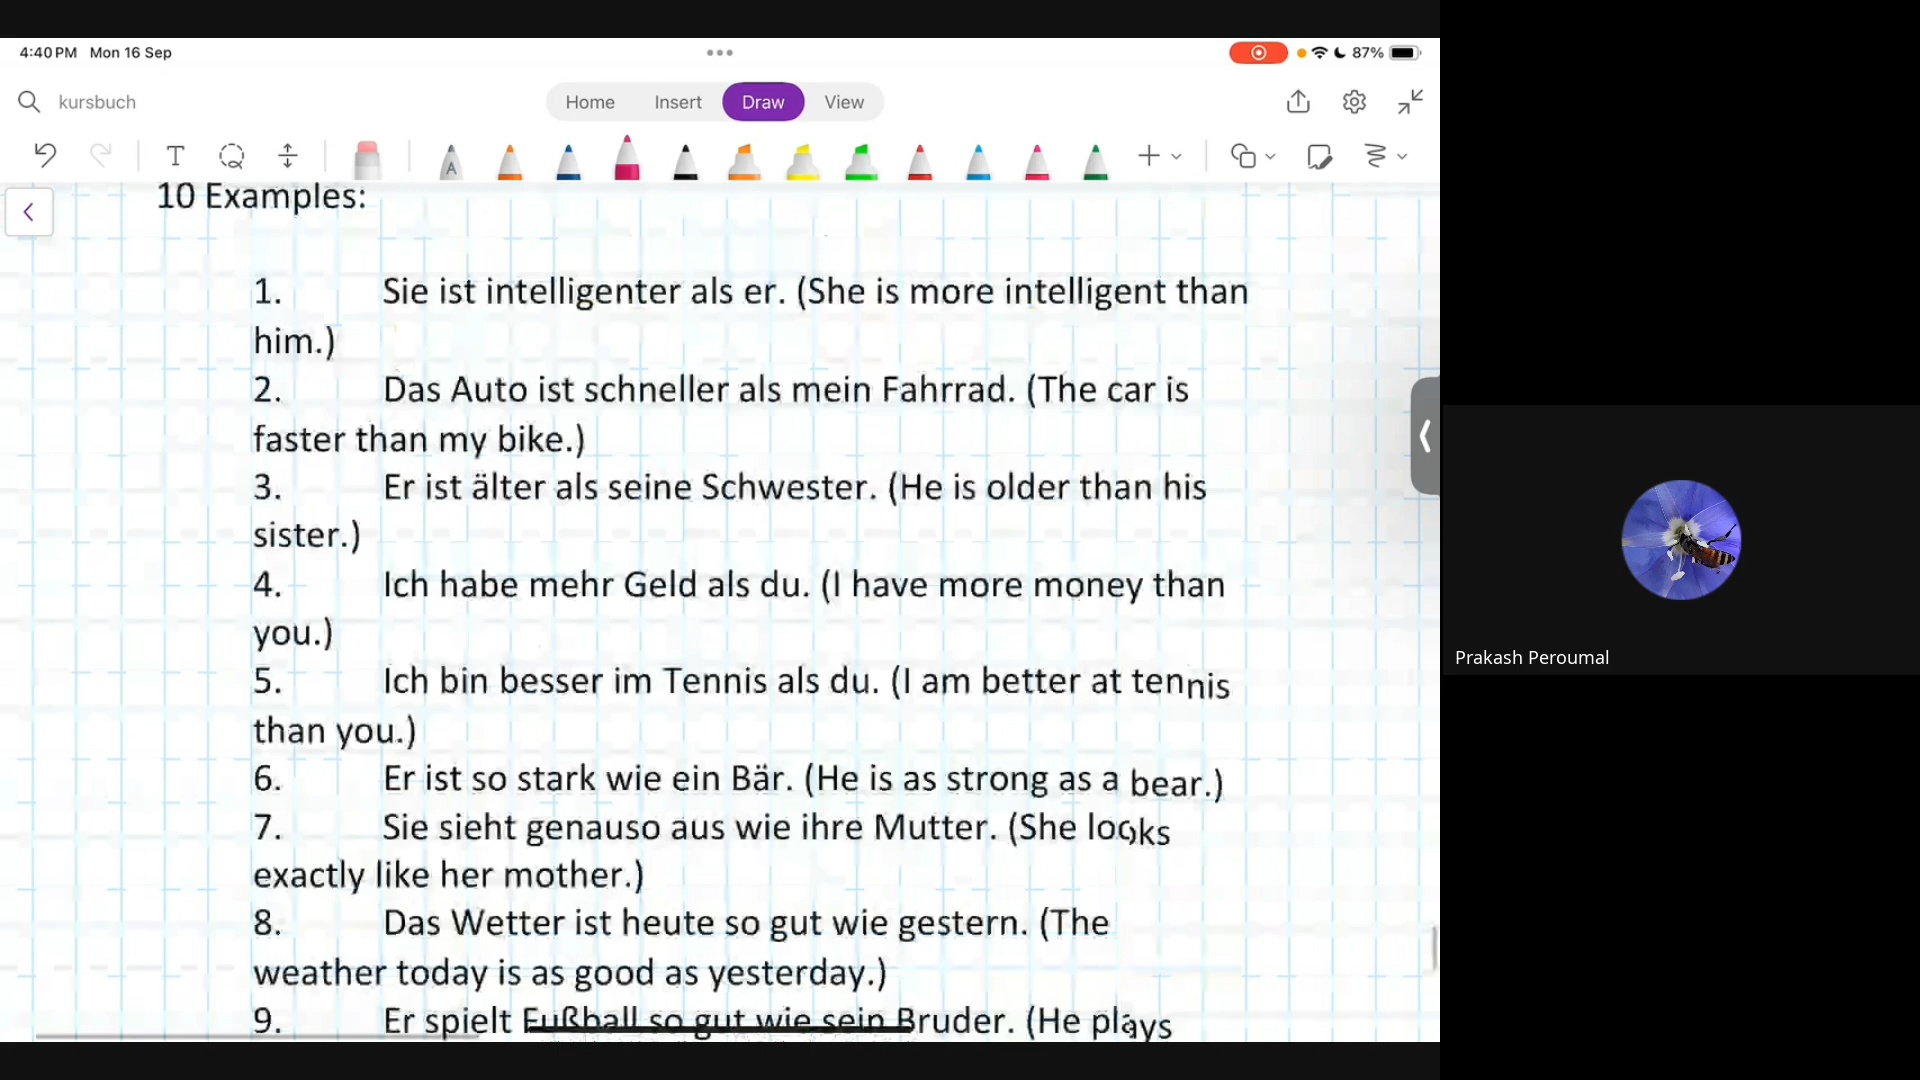 4:40 PM Mon 16 Sep
87%
kursbuch
Home Insert Draw View
T
A
10 Examples:
1. Sie ist intelligenter als er. (She is more intelligent than
him.)
2. Das Auto ist schneller als mein Fahrrad. (The car is
faster than my bike.)
3. Er ist älter als seine Schwester. (He is older than his
sister.)
4. Ich habe mehr Geld als du. (I have more money than
you.)
5. Ich bin besser im Tennis als du. (I am better at tennis
than you.)
6. Er ist so stark wie ein Bär. (He is as strong as a bear.)
7. Sie sieht genauso aus wie ihre Mutter. (She looks
exactly like her mother.)
8. Das Wetter ist heute so gut wie gestern. (The
weather today is as good as yesterday.)
9. Er spielt Fußball so gut wie sein Bruder. (He plays
Prakash Peroumal